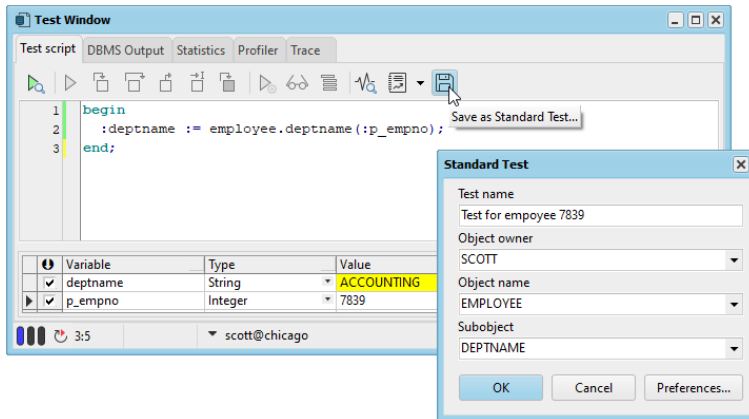 Test Window
Test script DBMS Output Statistics Profiler Trace
1 begin
2 :deptname := employee.deptname(:p_empno);
3 end;
Save as Standard Test...
Variable Type Value
deptname String ACCOUNTING
p_empno Integer 7839
3:5 scott@chicago
Standard Test
Test name
Test for empoyee 7839
Object owner
SCOTT
Object name
EMPLOYEE
Subobject
DEPTNAME
OK Cancel Preferences...